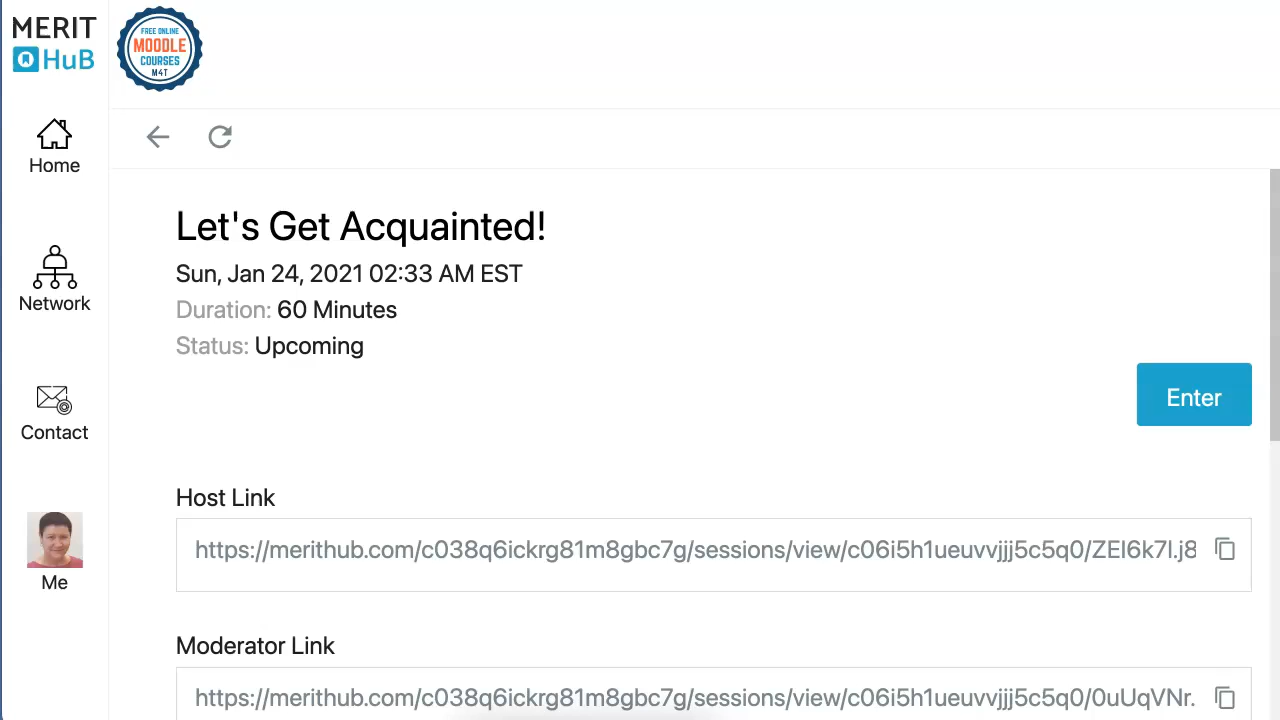 MERIT
HuB
FREE ONLINE
MOODLE
COURSES
M4T
Home
Network
Contact
Me
Let's Get Acquainted!
Sun, Jan 24, 2021 02:33 AM EST
Duration: 60 Minutes
Status: Upcoming
Enter
Host Link
https://merithub.com/c038q6ickrg81m8gbc7g/sessions/view/c06i5h1ueuvvjjj5c5q0/ZEI6k7l.j8
Moderator Link
https://merithub.com/c038q6ickrg81m8gbc7g/sessions/view/c06i5h1ueuvvjjj5c5q0/0uUqVNr.